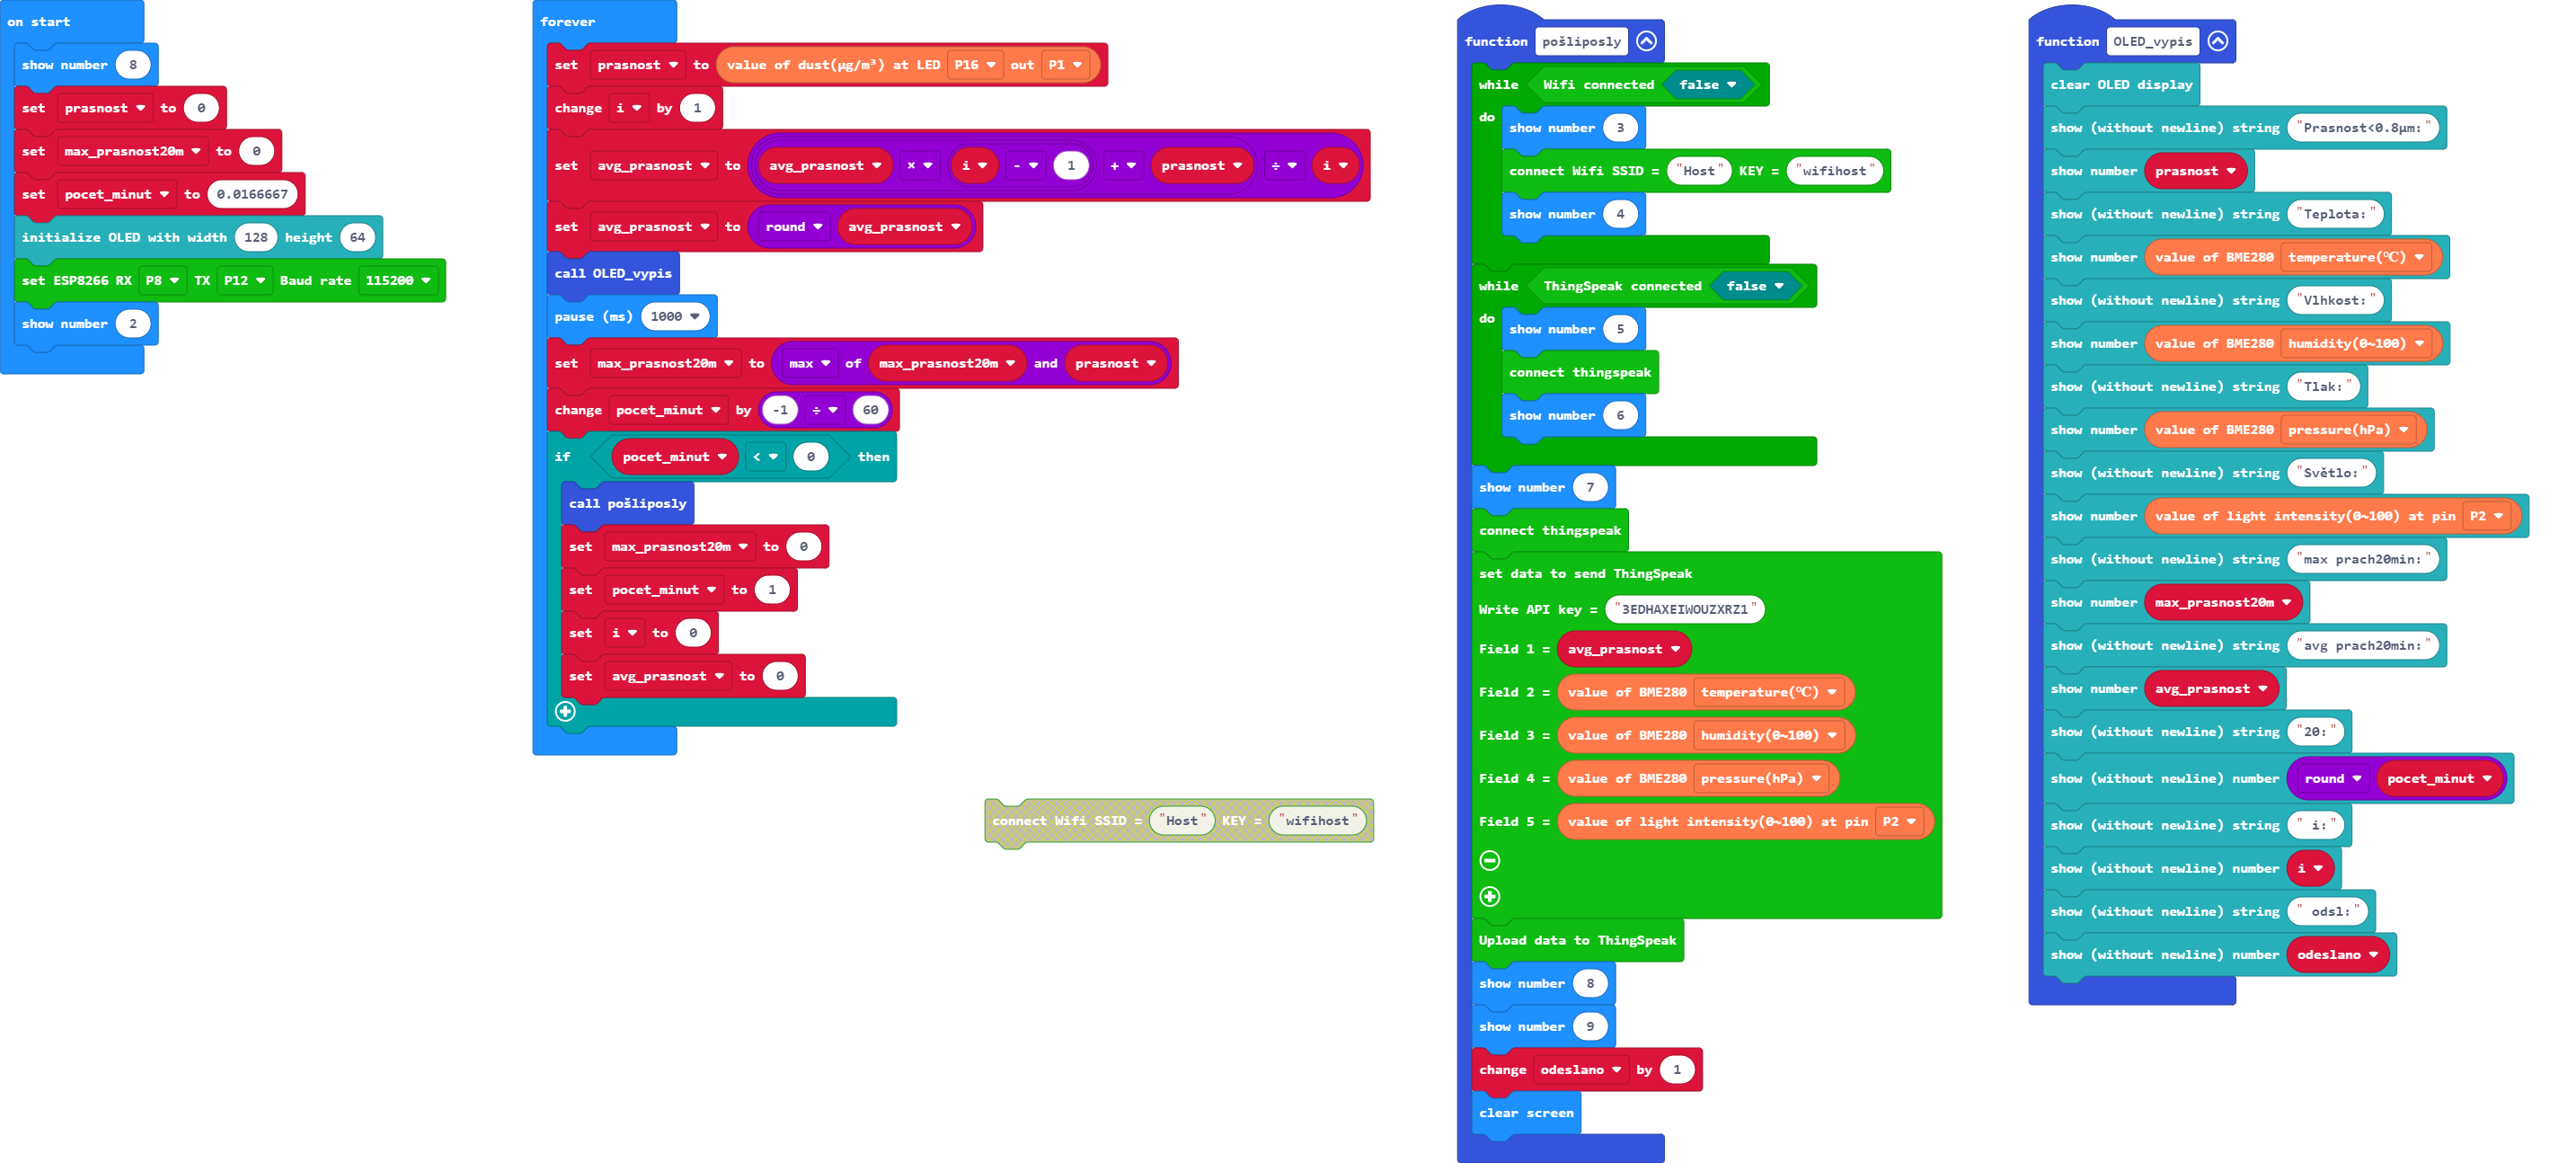 on start
show number 8
set prasnost to 0
set max_prasnost20m to 0
set pocet_minut to 0.0166667
initialize OLED with width 128 height 64
set ESP8266 RX P8 TX P12 Baud rate 115200
show number 2
forever
set prasnost to value of dust(μg/m³) at LED P16 out P1
change i by 1
set avg_prasnost to avg_prasnost × i - 1 + prasnost ÷ i
set avg_prasnost to round avg_prasnost
call OLED_vypis
pause (ms) 1000
set max_prasnost20m to max of max_prasnost20m and prasnost
change pocet_minut by -1 ÷ 60
if pocet_minut < 0 then
call pošliposly
set max_prasnost20m to 0
set pocet_minut to 1
set i to 0
set avg_prasnost to 0
connect Wifi SSID = "Host" KEY = "wifihost"
function pošliposly
while Wifi connected false
do
show number 3
connect Wifi SSID = "Host" KEY = "wifihost"
show number 4
while ThingSpeak connected false
do
show number 5
connect thingspeak
show number 6
show number 7
connect thingspeak
set data to send ThingSpeak
Write API key = "3EDHAXEIWOUZXRZ1"
Field 1 = avg_prasnost
Field 2 = value of BME280 temperature(℃)
Field 3 = value of BME280 humidity(0~100)
Field 4 = value of BME280 pressure(hPa)
Field 5 = value of light intensity(0~100) at pin P2
Upload data to ThingSpeak
show number 8
show number 9
change odeslano by 1
clear screen
function OLED_vypis
clear OLED display
show (without newline) string "Prasnost<0.8μm:"
show number prasnost
show (without newline) string "Teplota:"
show number value of BME280 temperature(℃)
show (without newline) string "Vlhkost:"
show number value of BME280 humidity(0~100)
show (without newline) string "Tlak:"
show number value of BME280 pressure(hPa)
show (without newline) string "Světlo:"
show number value of light intensity(0~100) at pin P2
show (without newline) string "max prach20min:"
show number max_prasnost20m
show (without newline) string "avg prach20min:"
show number avg_prasnost
show (without newline) string "20:"
show (without newline) number round pocet_minut
show (without newline) string " i:"
show (without newline) number i
show (without newline) string " odsl:"
show (without newline) number odeslano